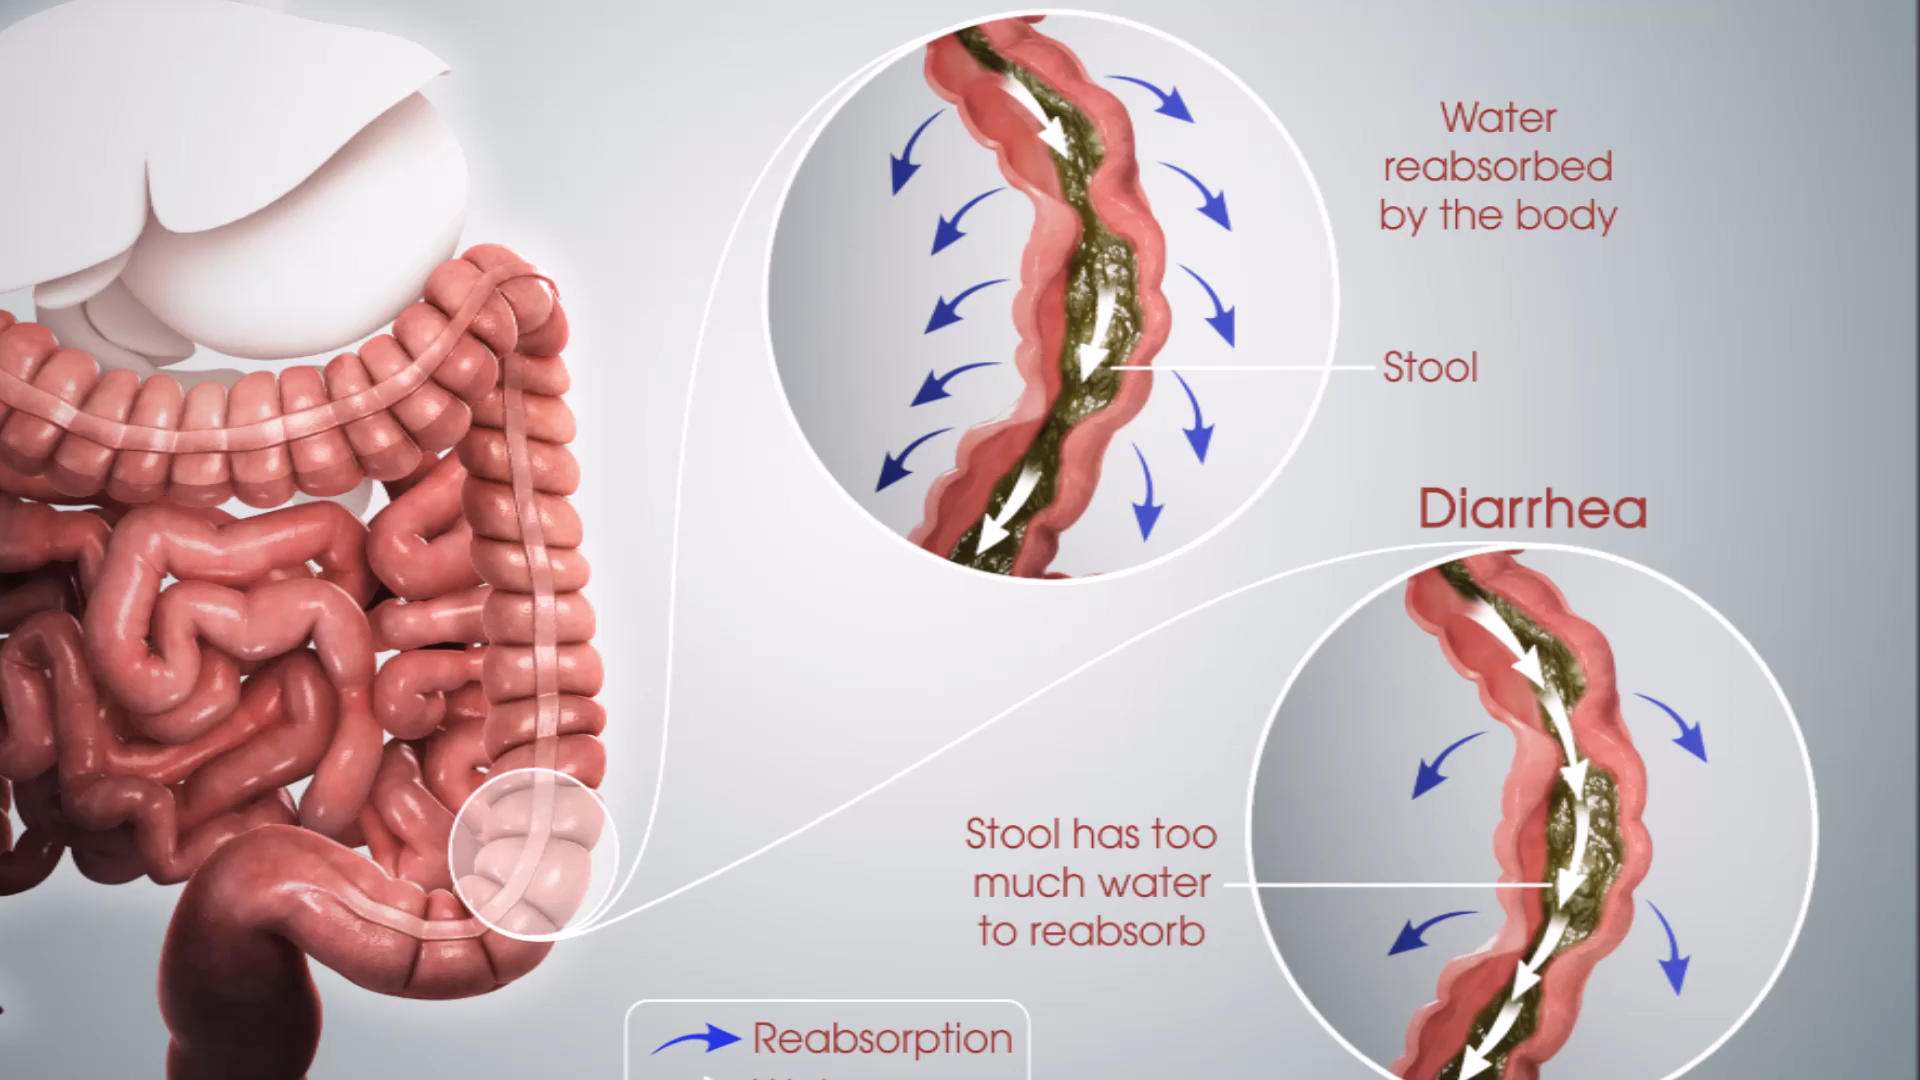 Water
reabsorbed
by the body
Stool
Diarrhea
Stool has too
much water
to reabsorb
Reabsorption